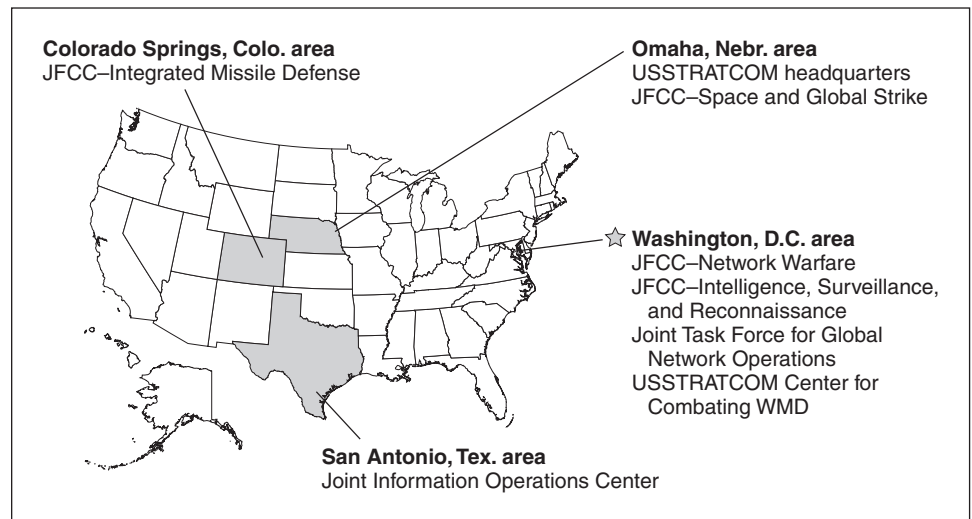 Colorado Springs, Colo. area
JFCC–Integrated Missile Defense
Omaha, Nebr. area
USSTRATCOM headquarters
JFCC–Space and Global Strike
Washington, D.C. area
JFCC–Network Warfare
JFCC–Intelligence, Surveillance,
and Reconnaissance
Joint Task Force for Global
Network Operations
USSTRATCOM Center for
Combating WMD
San Antonio, Tex. area
Joint Information Operations Center